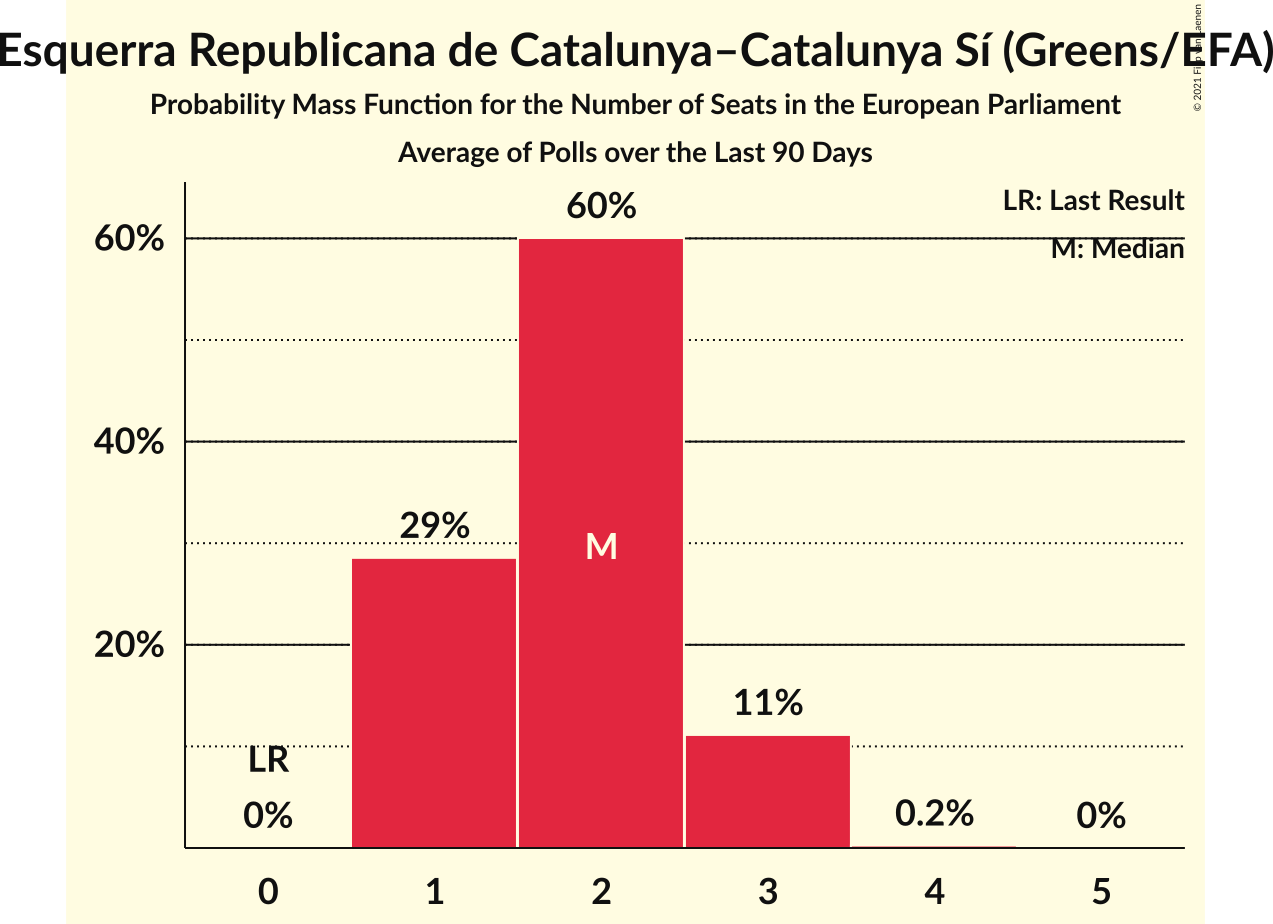 Esquerra Republicana de Catalunya–Catalunya Sí (Greens/EFA)
Probability Mass Function for the Number of Seats in the European Parliament
Average of Polls over the Last 90 Days
© 2021
LR: Last Result
M: Median
60%
40%
20%
60%
29%
M
11%
LR
0%
0.2%
0%
0 1 2 3 4 5